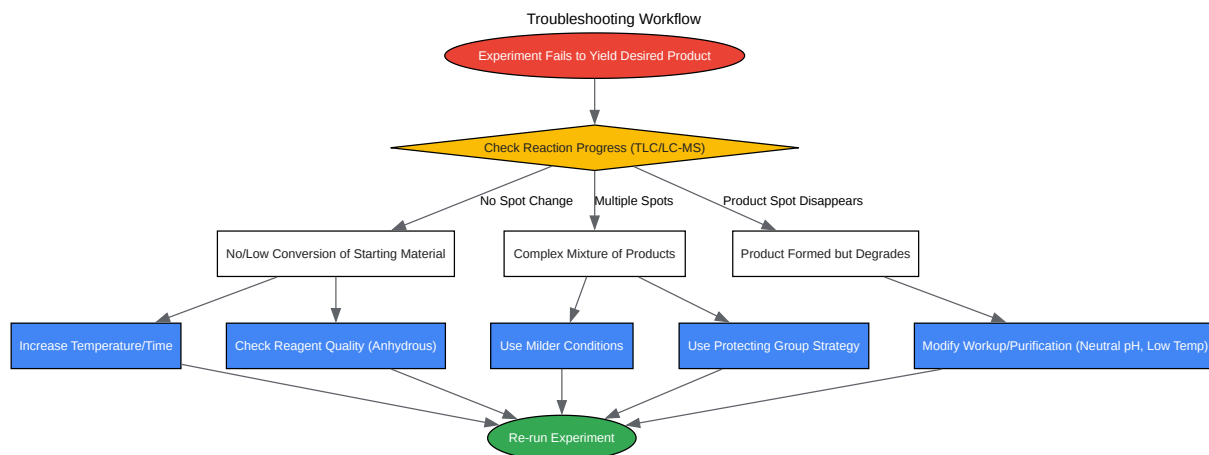 Troubleshooting Workflow
Experiment Fails to Yield Desired Product
Check Reaction Progress (TLC/LC-MS)
No Spot Change
Multiple Spots
Product Spot Disappears
No/Low Conversion of Starting Material
Complex Mixture of Products
Product Formed but Degrades
Increase Temperature/Time
Check Reagent Quality (Anhydrous)
Use Milder Conditions
Use Protecting Group Strategy
Modify Workup/Purification (Neutral pH, Low Temp)
Re-run Experiment